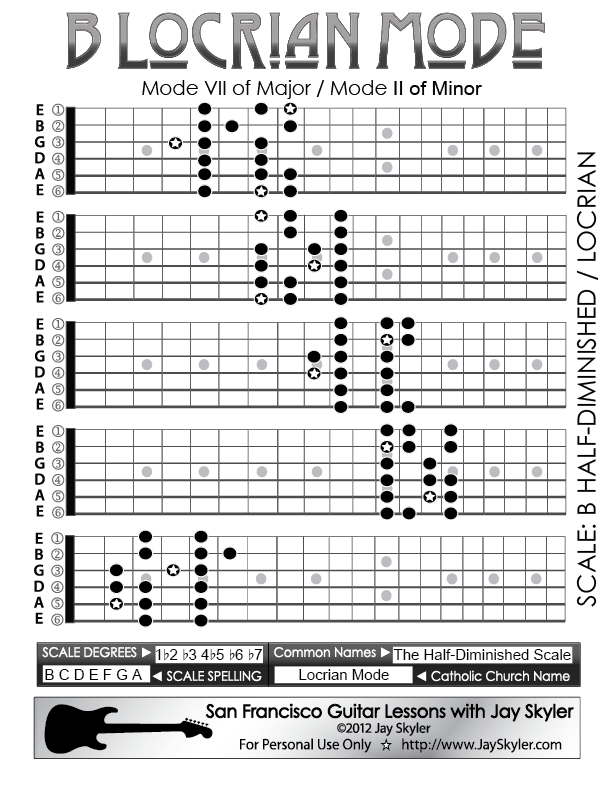 B LOCRIAN MODE
Mode VII of Major / Mode II of Minor
E ①
B ②
G ③
D ④
A ⑤
E ⑥
E ①
B ②
G ③
D ④
A ⑤
E ⑥
E ①
B ②
G ③
D ④
A ⑤
E ⑥
E ①
B ②
G ③
D ④
A ⑤
E ⑥
E ①
B ②
G ③
D ④
A ⑤
E ⑥
SCALE: B HALF-DIMINISHED / LOCRIAN
SCALE DEGREES ▶ 1♭2 ♭3 4♭5 ♭6 ♭7 Common Names ▶ The Half-Diminished Scale
B C D E F G A ◀ SCALE SPELLING Locrian Mode ◀ Catholic Church Name
San Francisco Guitar Lessons with Jay Skyler
©2012 Jay Skyler
For Personal Use Only ☆ http://www.JaySkyler.com